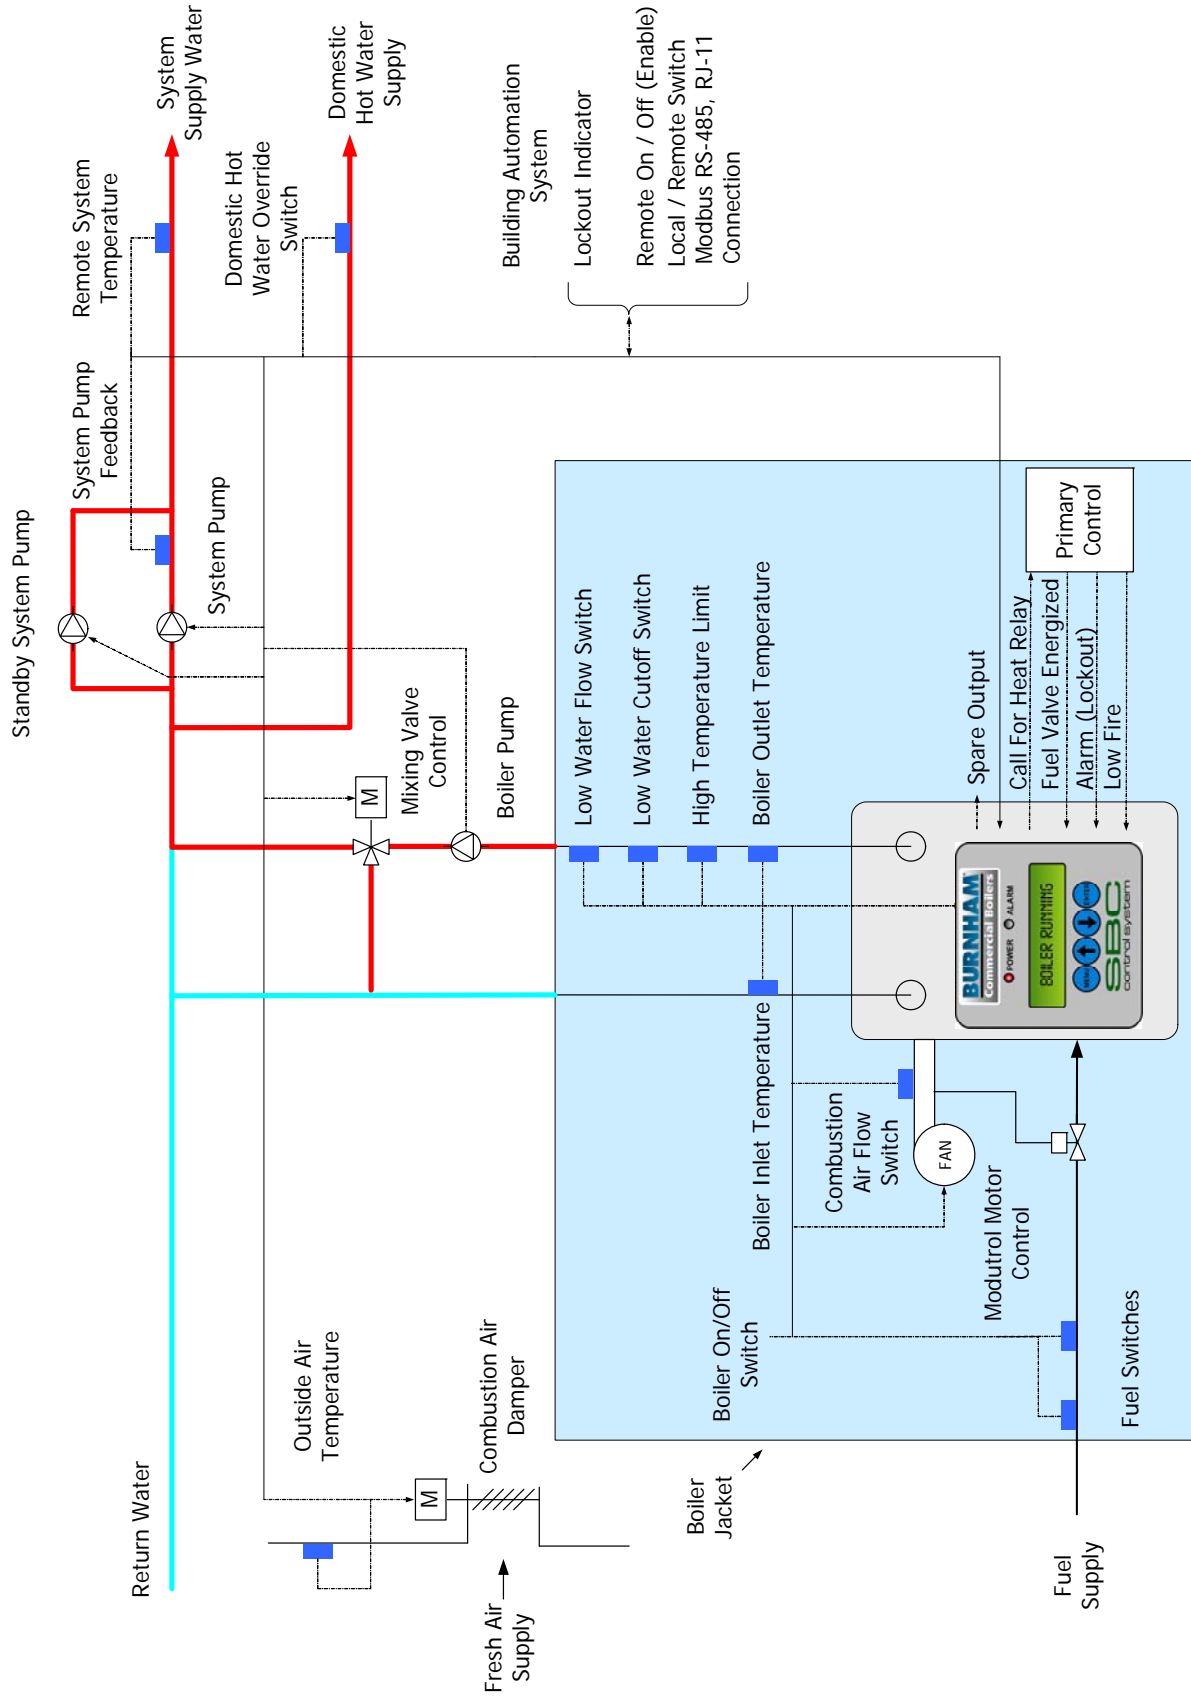 Return Water
Standby System Pump
System Pump
Feedback
Remote System
Temperature
System
Supply Water
System Pump
Domestic Hot
Water Override
Switch
Domestic
Hot Water
Supply
Outside Air
Temperature
M
Combustion Air
Damper
Fresh Air
Supply
M
Mixing Valve
Control
Boiler Pump
Building Automation
System
Lockout Indicator
Remote On / Off (Enable)
Local / Remote Switch
Modbus RS-485, RJ-11
Connection
Boiler
Jacket
Low Water Flow Switch
Low Water Cutoff Switch
High Temperature Limit
Boiler Outlet Temperature
Boiler On/Off
Switch
Boiler Inlet Temperature
Combustion
Air Flow
Switch
FAN
Modutrol Motor
Control
BURNHAM
Commercial Boilers
POWER
ALARM
BOILER RUNNING
MENU
ENTER
SBC
control system
Spare Output
Call For Heat Relay
Fuel Valve Energized
Alarm (Lockout)
Low Fire
Primary
Control
Fuel
Supply
Fuel Switches